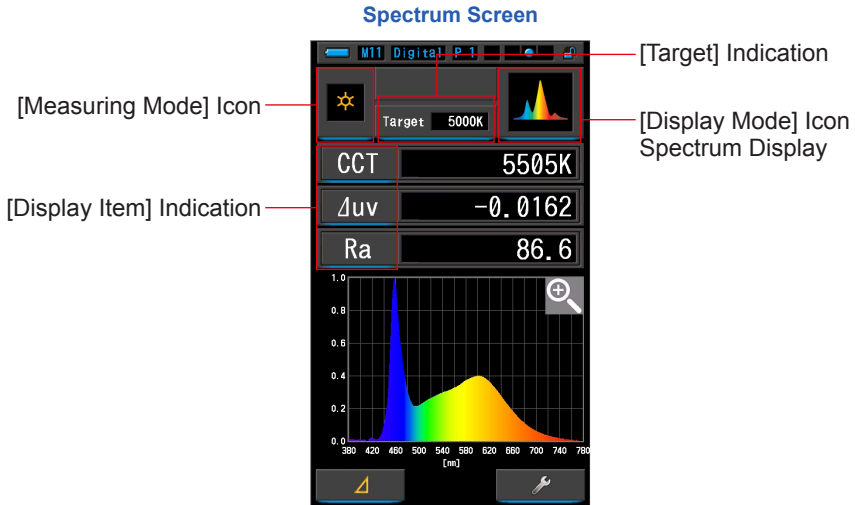 Spectrum Screen
M11 Digital P 1
[Target] Indication
[Measuring Mode] Icon
Target 5000K
[Display Mode] Icon
Spectrum Display
CCT 5505K
[Display Item] Indication
⊿uv -0.0162
Ra 86.6
1.0
0.8
0.6
0.4
0.2
0.0
380 420 460 500 540 580 620 660 700 740 780
[nm]